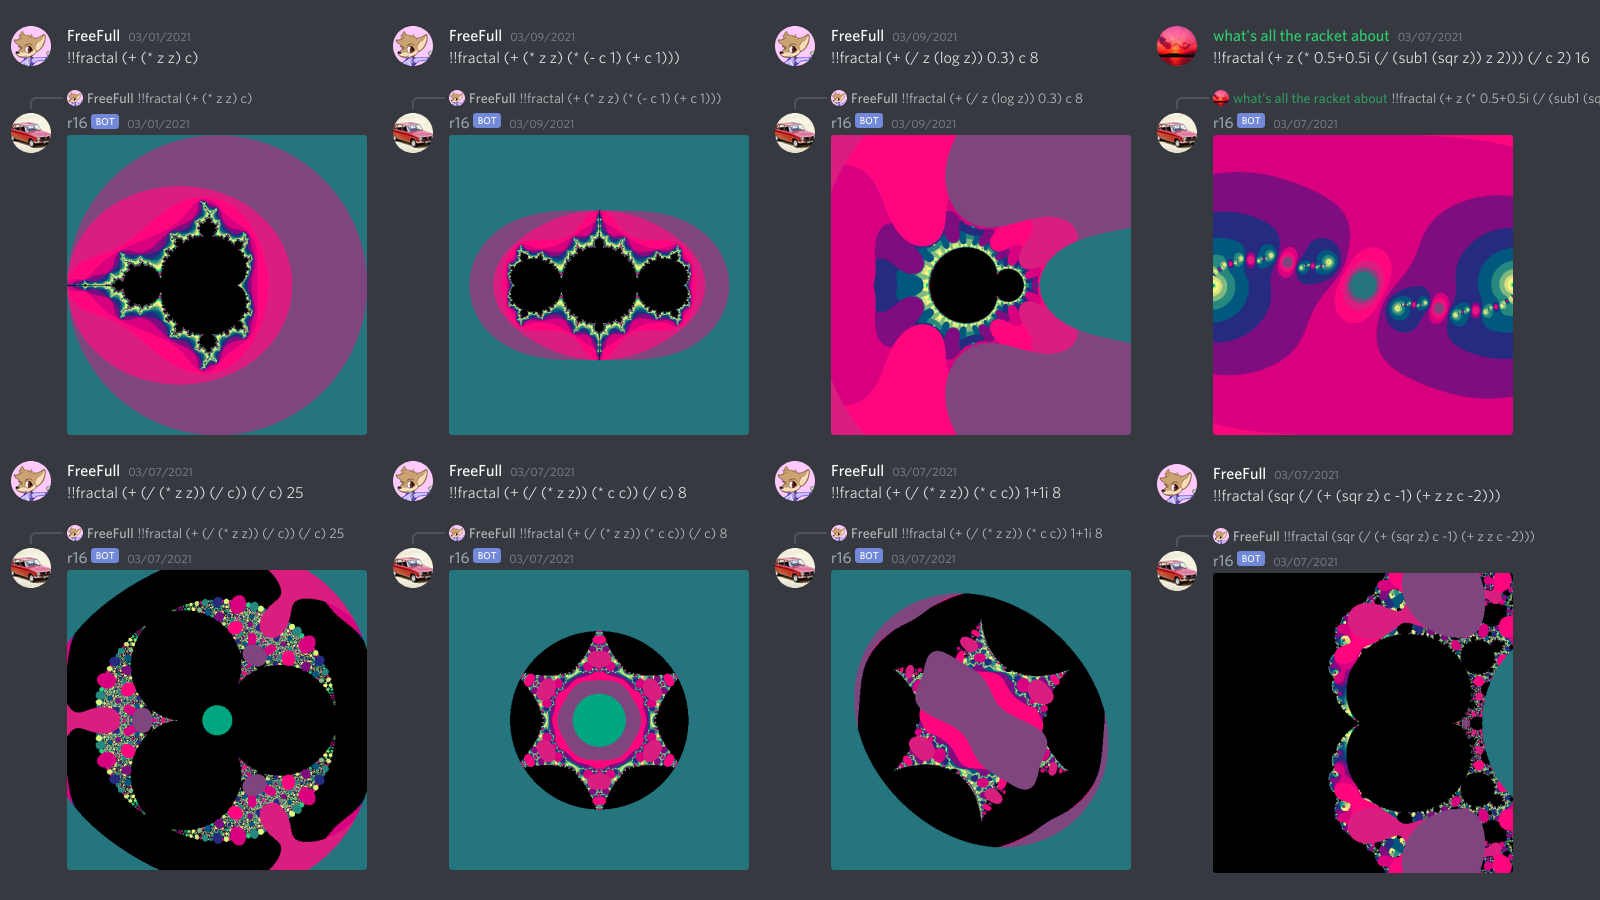 FreeFull 03/01/2021
!!fractal (+ (* z z) c)
FreeFull !!fractal (+ (* z z) c)
r16 BOT 03/01/2021
FreeFull 03/09/2021
!!fractal (+ (* z z) (* (- c 1) (+ c 1)))
FreeFull !!fractal (+ (* z z) (* (- c 1) (+ c 1)))
r16 BOT 03/09/2021
FreeFull 03/09/2021
!!fractal (+ (/ z (log z)) 0.3) c 8
FreeFull !!fractal (+ (/ z (log z)) 0.3) c 8
r16 BOT 03/09/2021
what's all the racket about 03/07/2021
!!fractal (+ z (* 0.5+0.5i (/ (sub1 (sqr z)) z 2))) (/ c 2) 16
what's all the racket about !!fractal (+ z (* 0.5+0.5i (/ (sub1 (sq
r16 BOT 03/07/2021
FreeFull 03/07/2021
!!fractal (+ (/ (* z z)) (/ c)) (/ c) 25
FreeFull !!fractal (+ (/ (* z z)) (/ c)) (/ c) 25
r16 BOT 03/07/2021
FreeFull 03/07/2021
!!fractal (+ (/ (* z z)) (* c c)) (/ c) 8
FreeFull !!fractal (+ (/ (* z z)) (* c c)) (/ c) 8
r16 BOT 03/07/2021
FreeFull 03/07/2021
!!fractal (+ (/ (* z z)) (* c c)) 1+1i 8
FreeFull !!fractal (+ (/ (* z z)) (* c c)) 1+1i 8
r16 BOT 03/07/2021
FreeFull 03/07/2021
!!fractal (sqr (/ (+ (sqr z) c -1) (+ z z c -2)))
FreeFull !!fractal (sqr (/ (+ (sqr z) c -1) (+ z z c -2)))
r16 BOT 03/07/2021